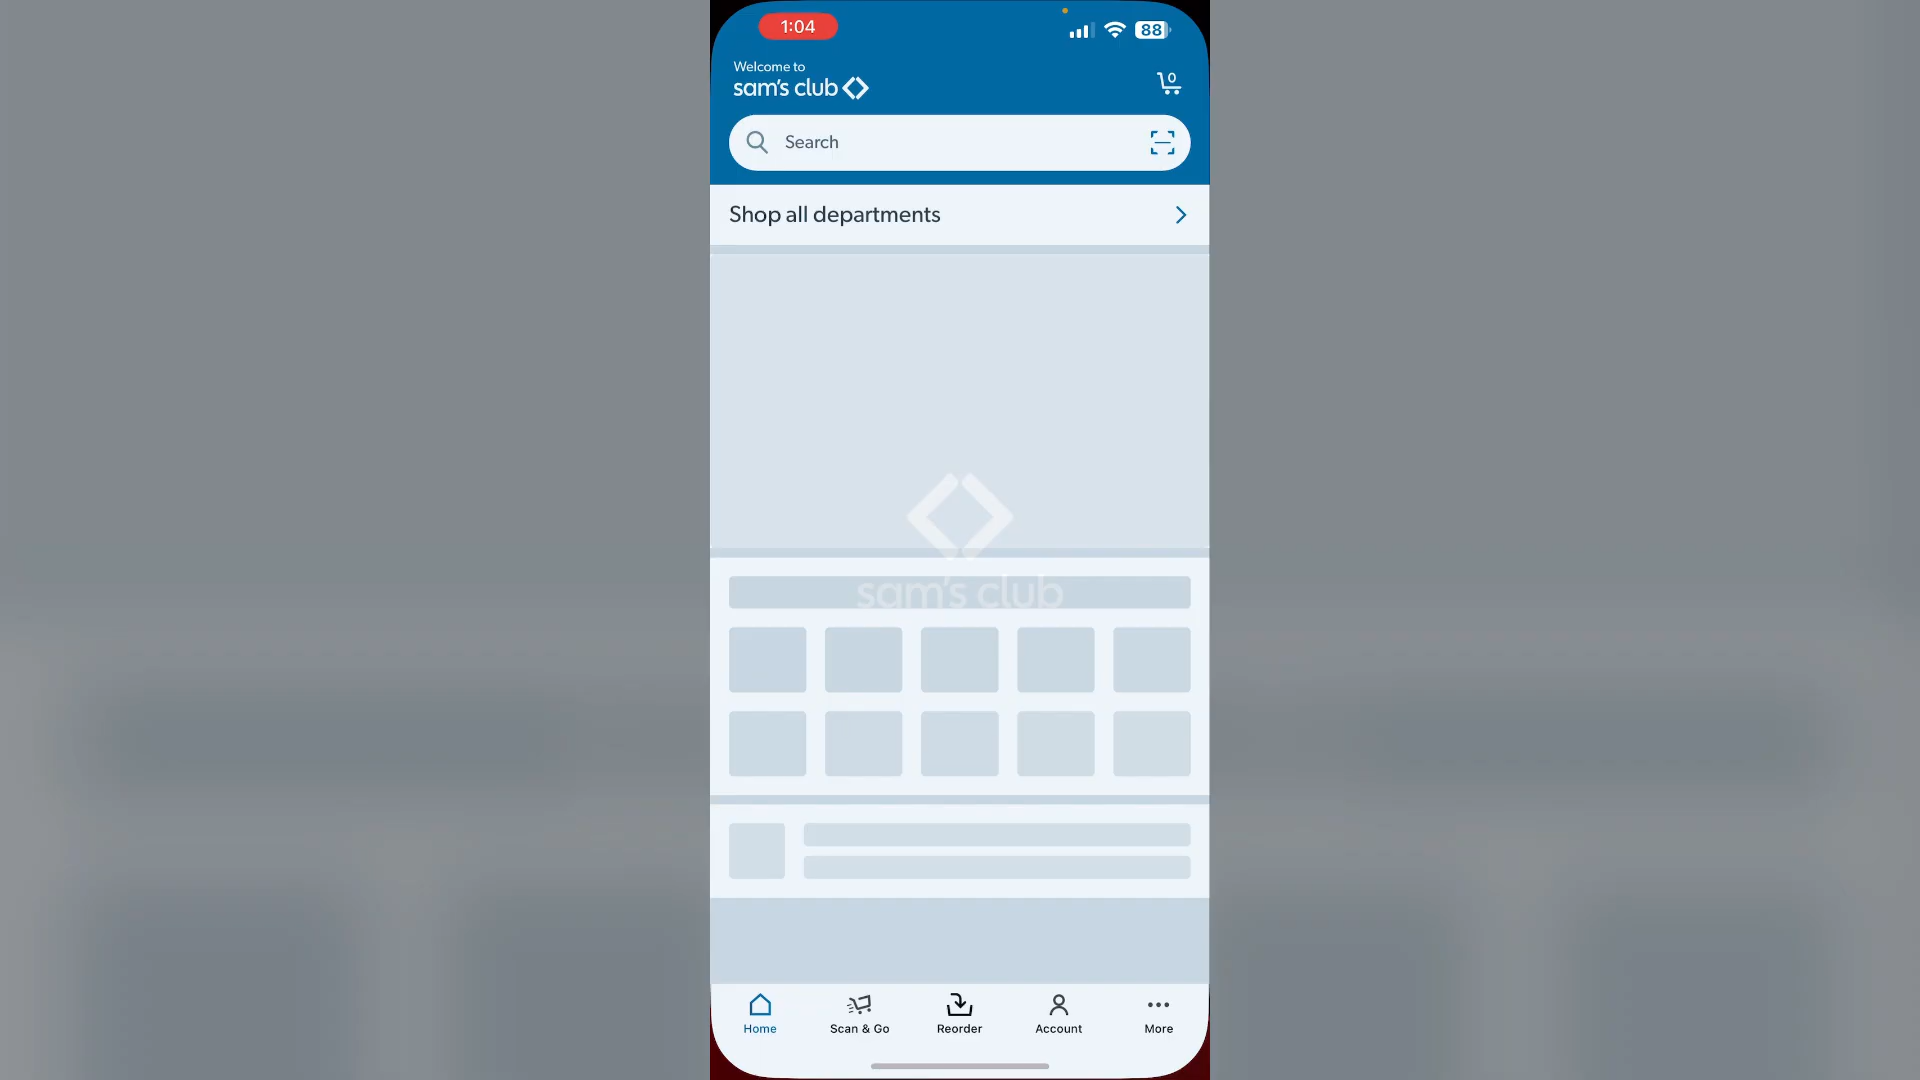 1:04
88
Welcome to
sam's club
0
Search
Shop all departments
sam's club
Home
Scan & Go
Reorder
Account
More